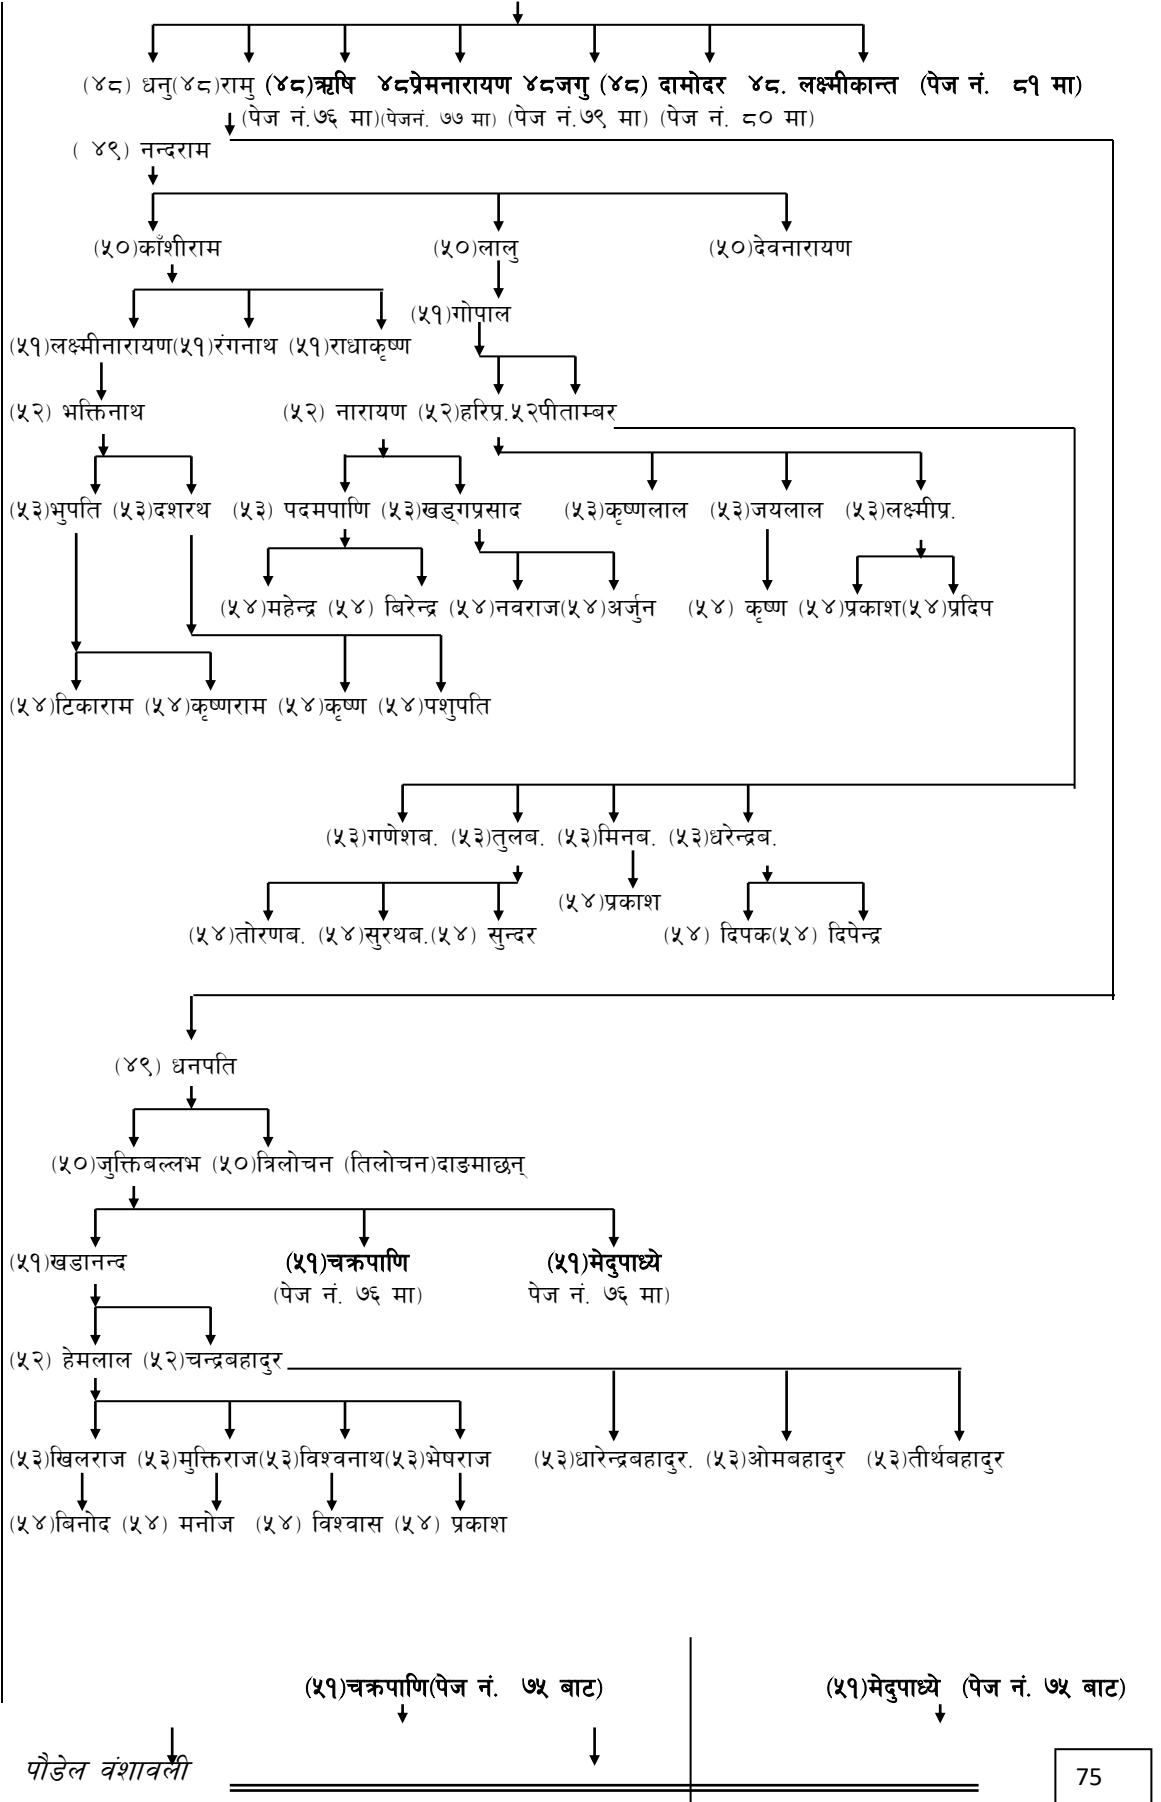 (४८) धनु(४८)रामु (४८)ऋषि ४८प्रेमनारायण ४८जगु (४८) दामोदर ४८. लक्ष्मीकान्त (पेज नं. ८१ मा)
(पेज नं.७६ मा)(पेजनं. ७७ मा) (पेज नं.७९ मा) (पेज नं. ८० मा)
( ४९) नन्दराम
(५०)काँशीराम (५०)लालु (५०)देवनारायण
(५१)गोपाल
(५१)लक्ष्मीनारायण(५१)रंगनाथ (५१)राधाकृष्ण
(५२) भक्तिनाथ (५२) नारायण (५२)हरिप्र.५२पीताम्बर
(५३)भुपति (५३)दशरथ (५३) पदमपाणि (५३)खड्गप्रसाद (५३)कृष्णलाल (५३)जयलाल (५३)लक्ष्मीप्र.
(५४)महेन्द्र (५४) बिरेन्द्र (५४)नवराज(५४)अर्जुन (५४) कृष्ण (५४)प्रकाश(५४)प्रदिप
(५४)टिकाराम (५४)कृष्णराम (५४)कृष्ण (५४)पशुपति
(५३)गणेशब. (५३)तुलब. (५३)मिनब. (५३)धरेन्द्रब.
(५४)प्रकाश
(५४)तोरणब. (५४)सुरथब.(५४) सुन्दर (५४) दिपक(५४) दिपेन्द्र
(४९) धनपति
(५०)जुक्तिबल्लभ (५०)त्रिलोचन (तिलोचन)दाङमाछन्
(५१)खडानन्द (५१)चक्रपाणि (५१)मेदुपाध्ये
(पेज नं. ७६ मा) पेज नं. ७६ मा)
(५२) हेमलाल (५२)चन्द्रबहादुर
(५३)खिलराज (५३)मुक्तिराज(५३)विश्वनाथ(५३)भेषराज (५३)धारेन्द्रबहादुर. (५३)ओमबहादुर (५३)तीर्थबहादुर
(५४)बिनोद (५४) मनोज (५४) विश्वास (५४) प्रकाश
(५१)चक्रपाणि(पेज नं. ७५ बाट) (५१)मेदुपाध्ये (पेज नं. ७५ बाट)
पौडेल वंशावली 75